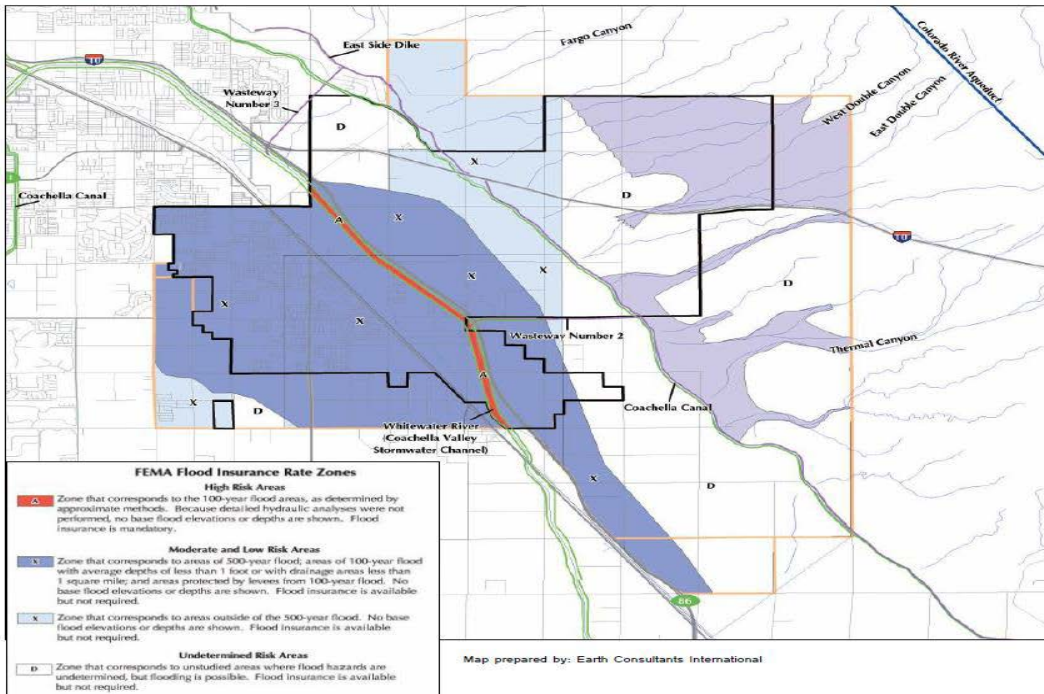 East Side Dike
Fargo Canyon
Colorado River Aqueduct
10
Wasteway
Number 3
West Double Canyon
East Double Canyon
D
X
Coachella Canal
D
A
X
10
X
X
D
X
X
Wasteway Number 2
Thermal Canyon
A
Coachella Canal
X
D
Whitewater River
(Coachella Valley
Stormwater Channel)
X
D
86
FEMA Flood Insurance Rate Zones
High Risk Areas
A Zone that corresponds to the 100-year flood areas, as determined by
approximate methods. Because detailed hydraulic analyses were not
performed, no base flood elevations or depths are shown. Flood
insurance is mandatory.
Moderate and Low Risk Areas
X Zone that corresponds to areas of 500-year flood; areas of 100-year flood
with average depths of less than 1 foot or with drainage areas less than
1 square mile; and areas protected by levees from 100-year flood. No
base flood elevations or depths are shown. Flood insurance is available
but not required.
X Zone that corresponds to areas outside of the 500-year flood. No base
flood elevations or depths are shown. Flood insurance is available
but not required.
Undetermined Risk Areas
D Zone that corresponds to unstudied areas where flood hazards are
undetermined, but flooding is possible. Flood insurance is available
but not required.
Map prepared by: Earth Consultants International